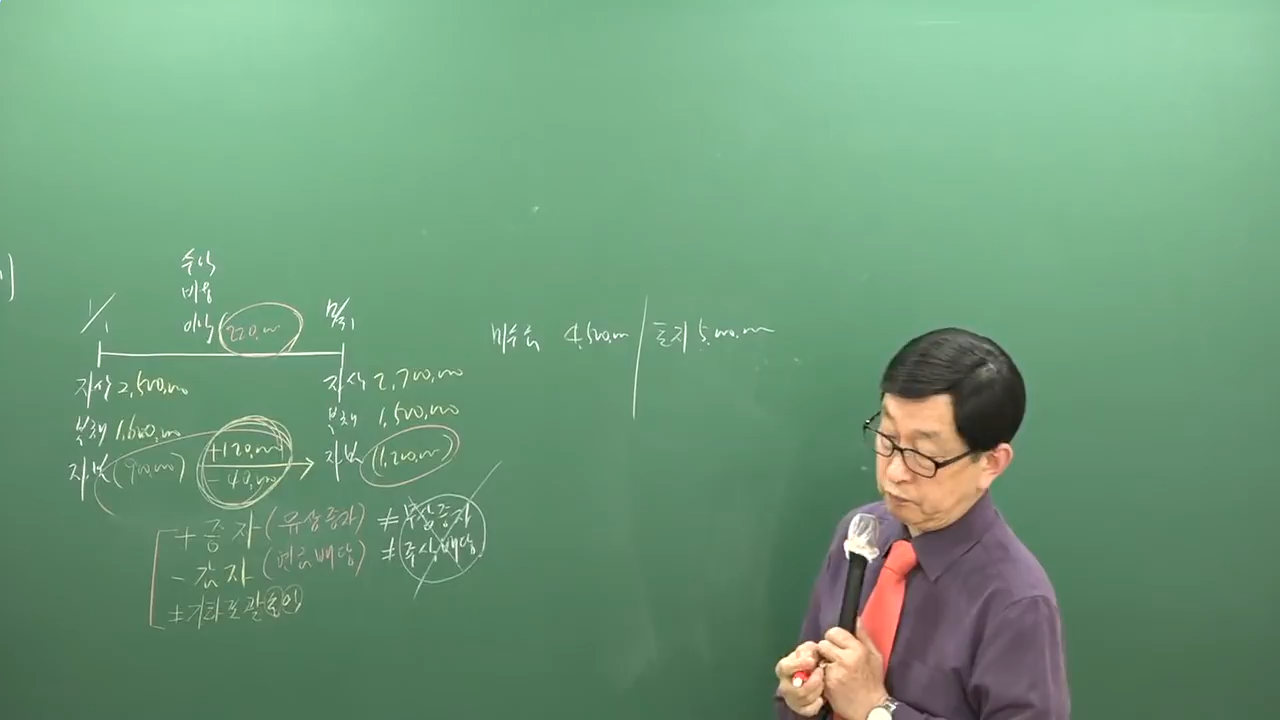 수익
비용
1/1 이익 220,000 12/31
자산 2,500,000 자산 2,700,000
부채 1,600,000 부채 1,500,000
자본 (900,000) +120,000 - 40,000 자본 (1,200,000)
+ 증자 (유상증자) ≠ 무상증자
- 감자 (현금배당) ≠ 주식배당
± 기타포괄손익
미수금 4,500,000 토지 5,000,000